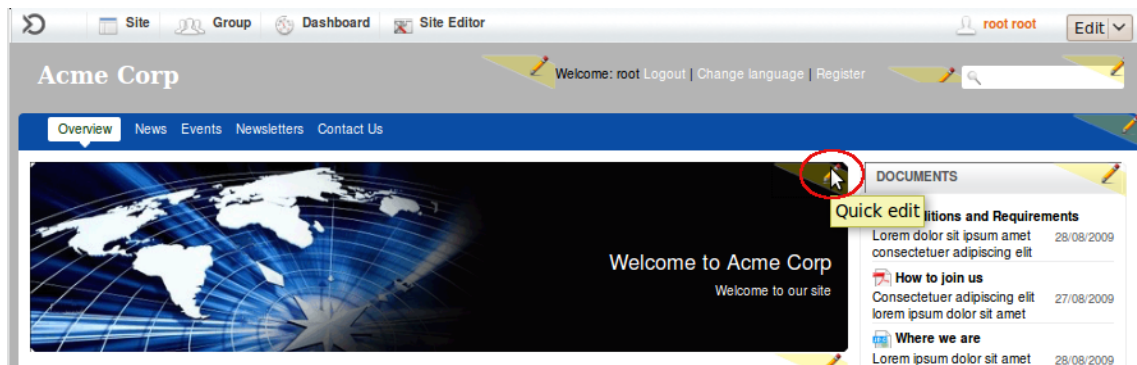 Site Group Dashboard Site Editor root root Edit
Acme Corp
Welcome: root Logout | Change language | Register
Overview News Events Newsletters Contact Us
DOCUMENTS
Quick edit
and Requirements
Lorem dolor sit ipsum amet 28/08/2009
consectetuer adipiscing elit
Welcome to Acme Corp
Welcome to our site
How to join us
Consectetuer adipiscing elit 27/08/2009
lorem ipsum dolor sit amet
Where we are
Lorem ipsum dolor sit amet 28/08/2009